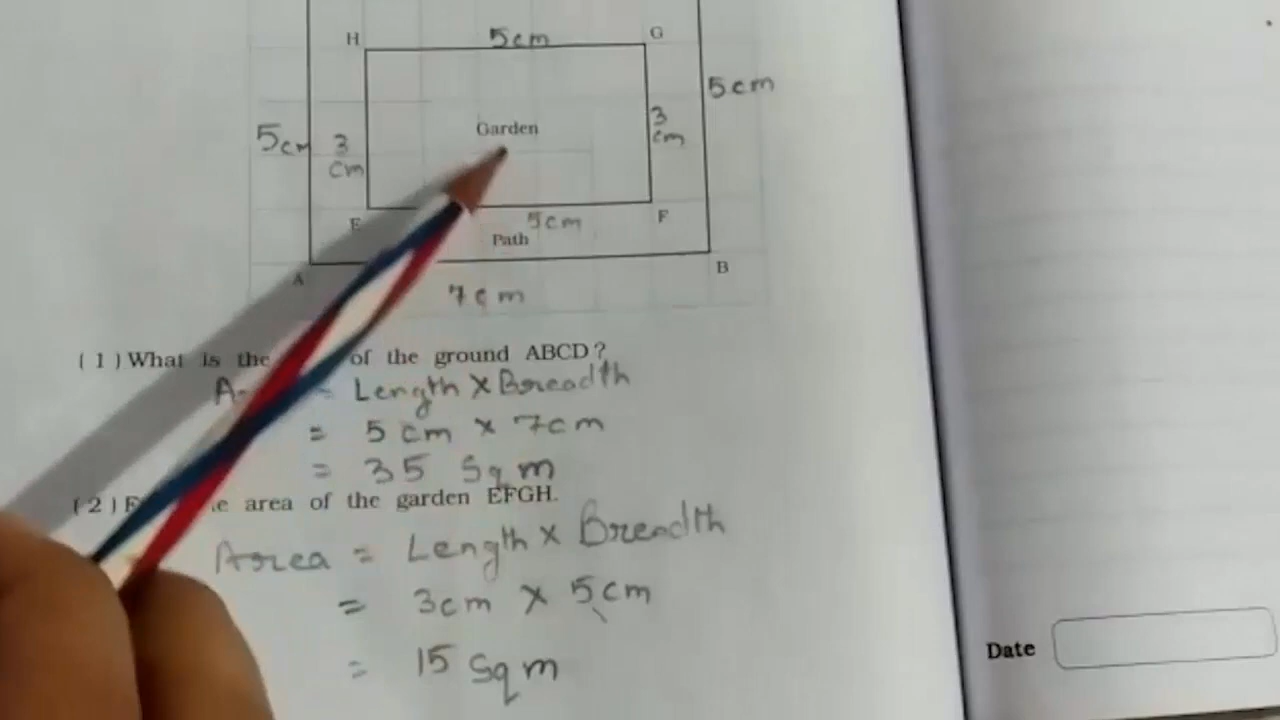 H 5cm G
5cm
3
cm
Garden
5cm 3
cm
5cm F
Path
A B
7cm
( 1 ) What is the of the ground ABCD?
= Length × Breadth
= 5 cm × 7cm
= 35 Sqm
( 2 ) area of the garden EFGH.
Area = Length × Breadth
= 3cm × 5cm
= 15 Sqm
Date